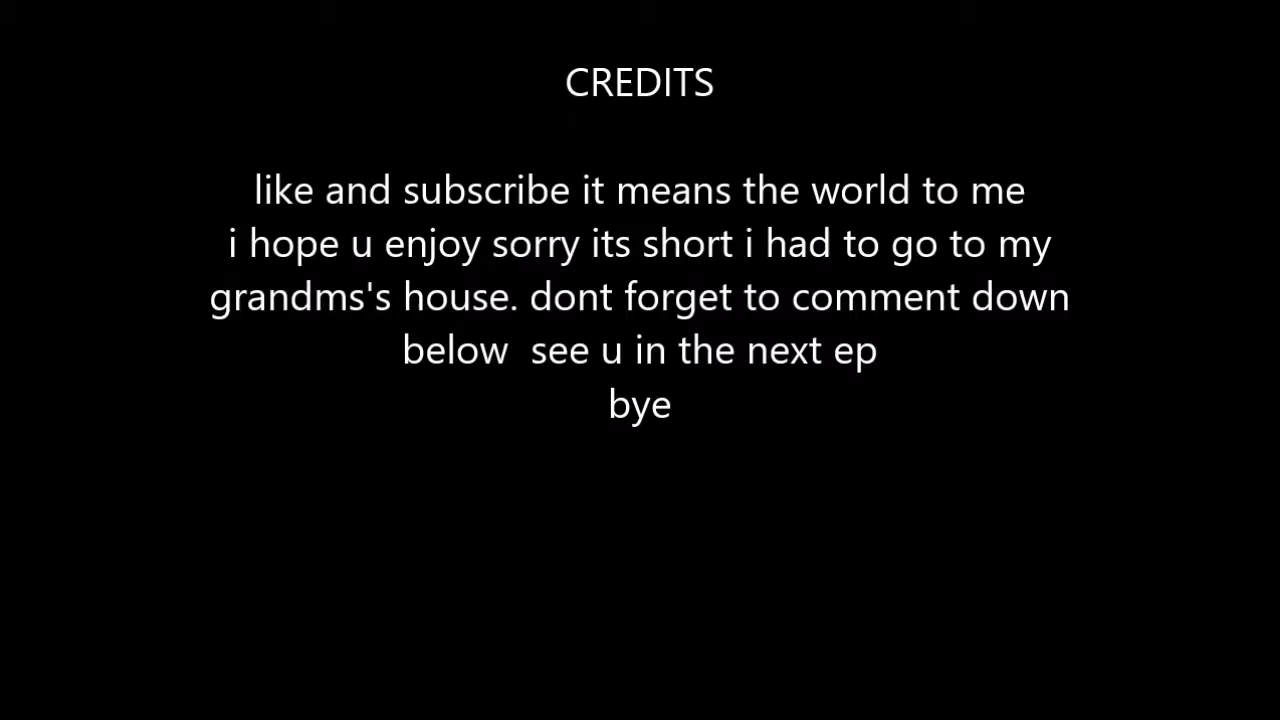 CREDITS
like and subscribe it means the world to me
i hope u enjoy sorry its short i had to go to my
grandms's house. dont forget to comment down
below  see u in the next ep
bye